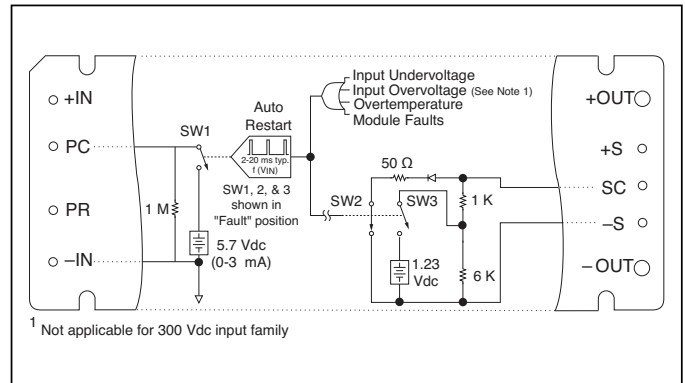 Input Undervoltage
Input Overvoltage (See Note 1)
Overtemperature
Module Faults
+IN
PC
PR
–IN
SW1
Auto
Restart
2-20 ms typ.
f (VIN)
SW1, 2, & 3
shown in
"Fault" position
1 M
5.7 Vdc
(0-3 mA)
50 Ω
SW2
SW3
1 K
1.23
Vdc
6 K
+OUT
+S
SC
–S
–OUT
1 Not applicable for 300 Vdc input family